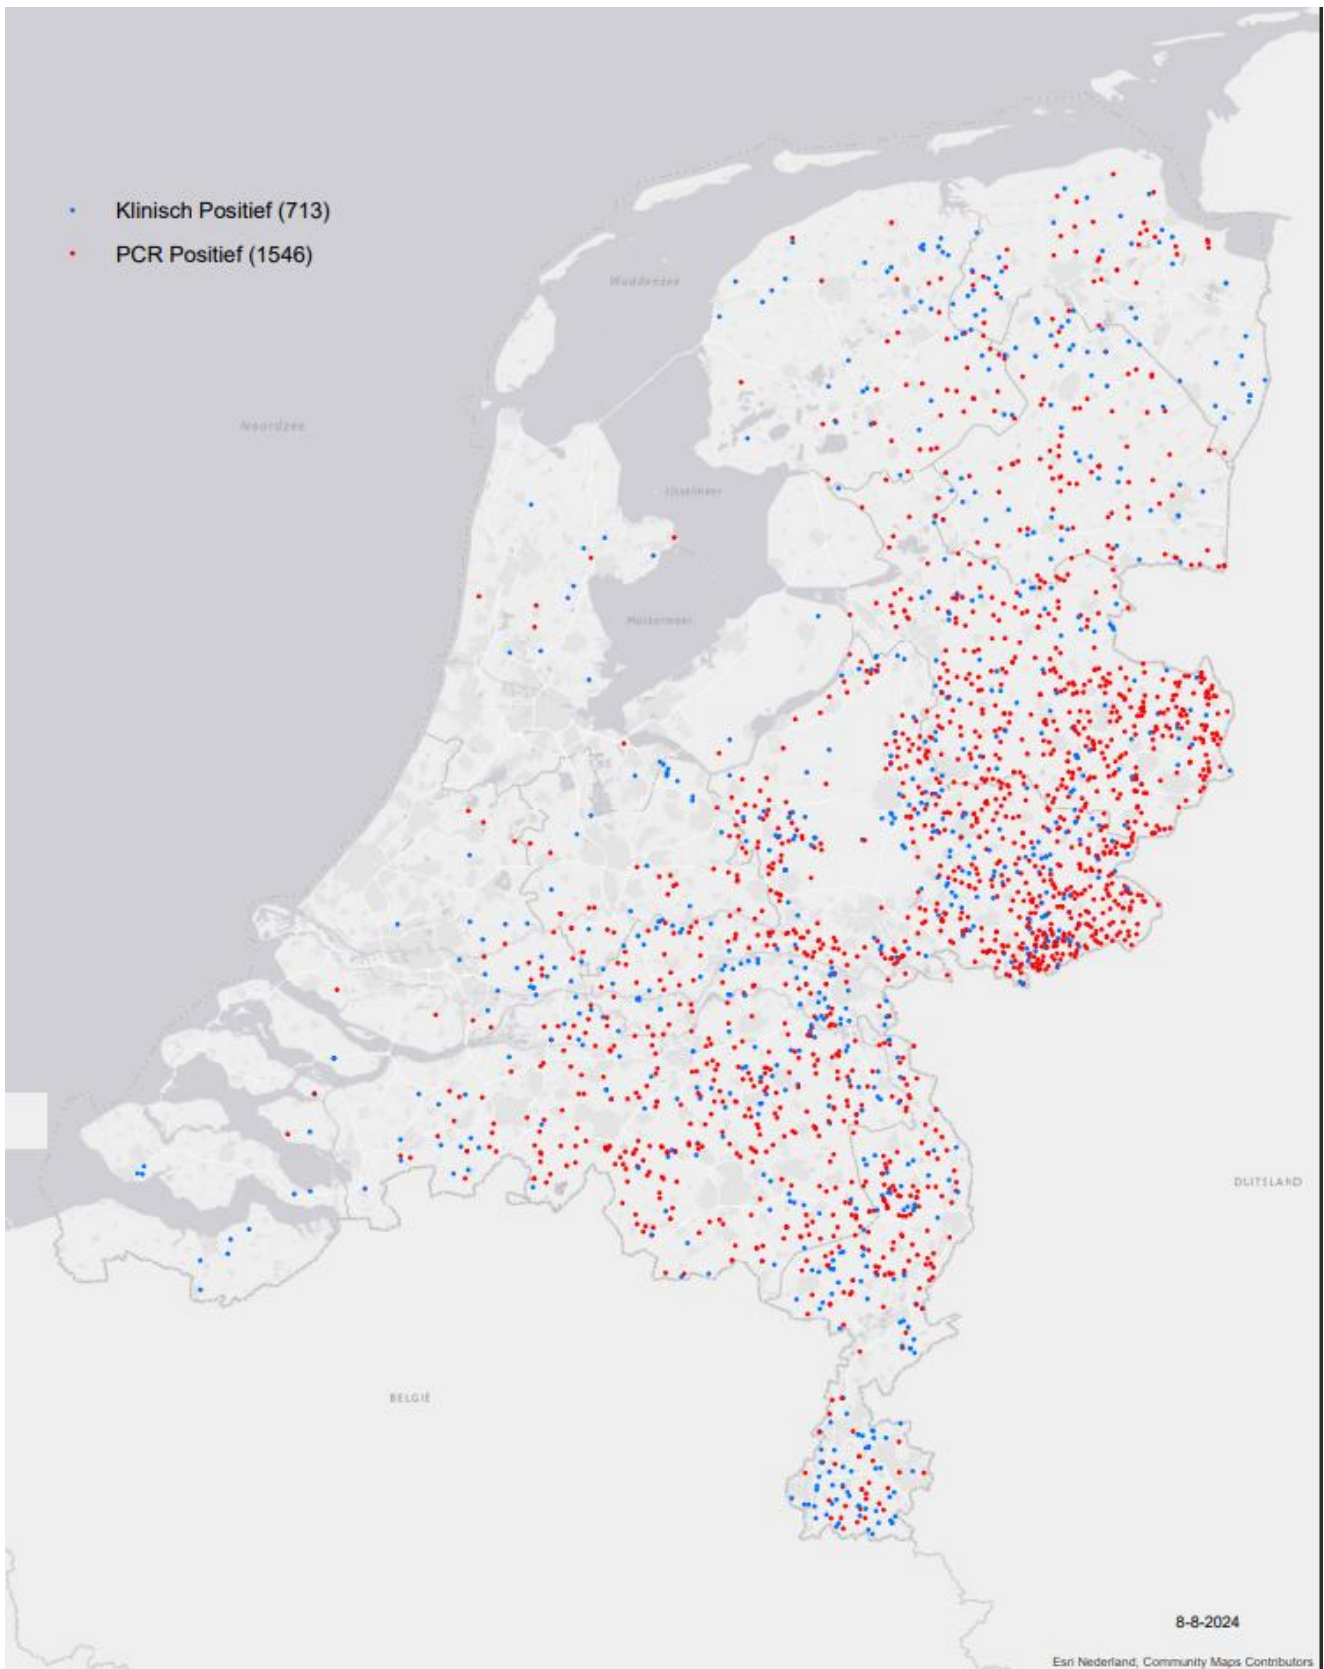 Klinisch Positief (713)
PCR Positief (1546)
Waddenzee
Noordzee
IJsselmeer
Markermeer
DUITSLAND
BELGIË
8-8-2024
Esri Nederland, Community Maps Contributors